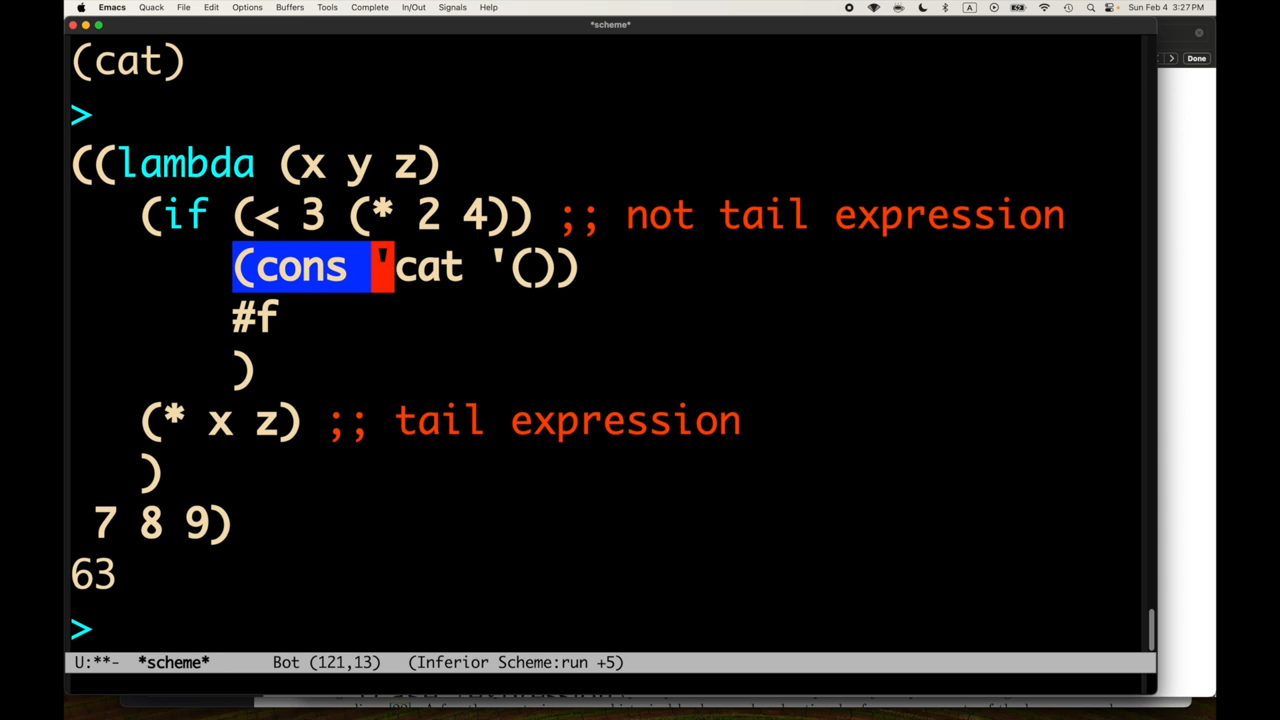 Emacs Quack File Edit Options Buffers Tools Complete In/Out Signals Help A Sun Feb 4 3:27 PM
*scheme*
Done
(cat)
>
((lambda (x y z)
(if (< 3 (* 2 4)) ;; not tail expression
(cons 'cat '())
#f
)
(* x z) ;; tail expression
)
7 8 9)
63
>
U:**- *scheme* Bot (121,13) (Inferior Scheme:run +5)